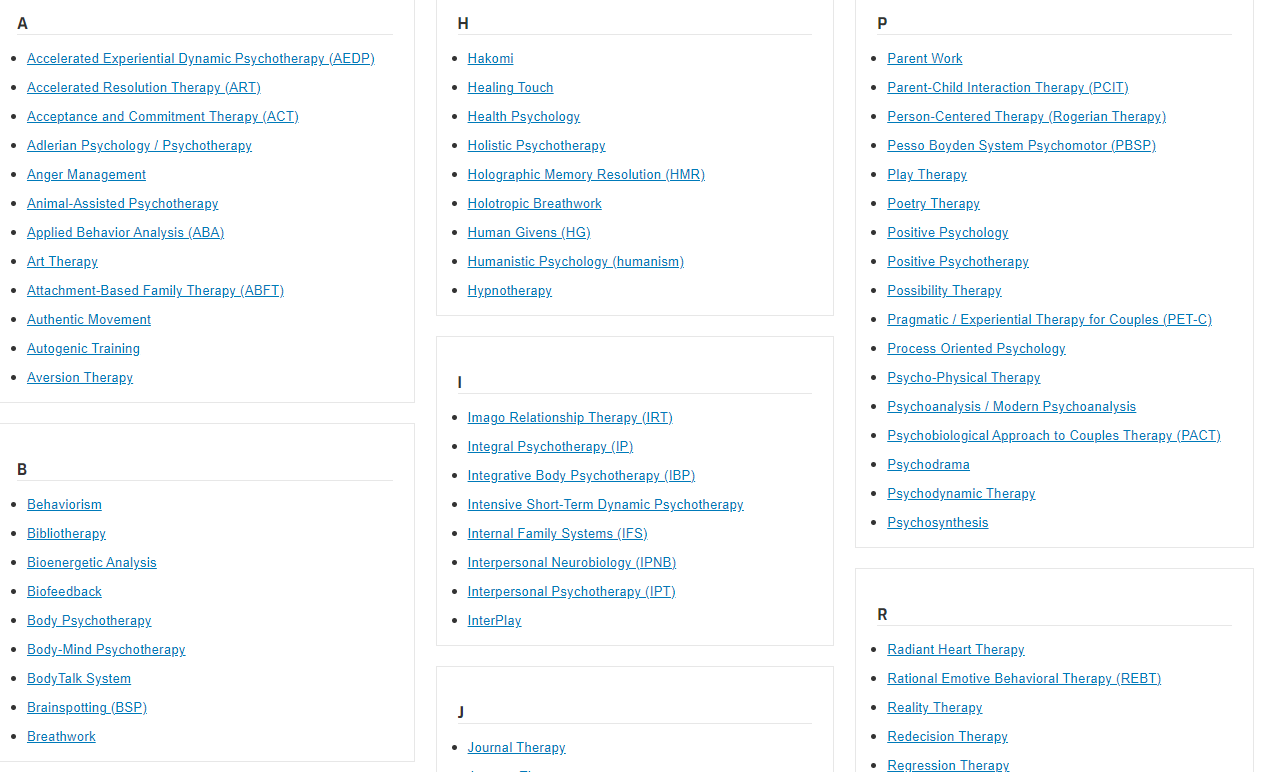 A
Accelerated Experiential Dynamic Psychotherapy (AEDP)
Accelerated Resolution Therapy (ART)
Acceptance and Commitment Therapy (ACT)
Adlerian Psychology / Psychotherapy
Anger Management
Animal-Assisted Psychotherapy
Applied Behavior Analysis (ABA)
Art Therapy
Attachment-Based Family Therapy (ABFT)
Authentic Movement
Autogenic Training
Aversion Therapy
B
Behaviorism
Bibliotherapy
Bioenergetic Analysis
Biofeedback
Body Psychotherapy
Body-Mind Psychotherapy
BodyTalk System
Brainspotting (BSP)
Breathwork
H
Hakomi
Healing Touch
Health Psychology
Holistic Psychotherapy
Holographic Memory Resolution (HMR)
Holotropic Breathwork
Human Givens (HG)
Humanistic Psychology (humanism)
Hypnotherapy
I
Imago Relationship Therapy (IRT)
Integral Psychotherapy (IP)
Integrative Body Psychotherapy (IBP)
Intensive Short-Term Dynamic Psychotherapy
Internal Family Systems (IFS)
Interpersonal Neurobiology (IPNB)
Interpersonal Psychotherapy (IPT)
InterPlay
J
Journal Therapy
P
Parent Work
Parent-Child Interaction Therapy (PCIT)
Person-Centered Therapy (Rogerian Therapy)
Pesso Boyden System Psychomotor (PBSP)
Play Therapy
Poetry Therapy
Positive Psychology
Positive Psychotherapy
Possibility Therapy
Pragmatic / Experiential Therapy for Couples (PET-C)
Process Oriented Psychology
Psycho-Physical Therapy
Psychoanalysis / Modern Psychoanalysis
Psychobiological Approach to Couples Therapy (PACT)
Psychodrama
Psychodynamic Therapy
Psychosynthesis
R
Radiant Heart Therapy
Rational Emotive Behavioral Therapy (REBT)
Reality Therapy
Redecision Therapy
Regression Therapy